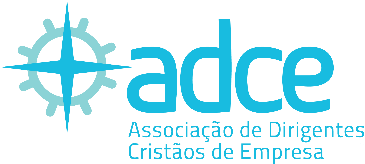 adce
Associação de Dirigentes
Cristãos de Empresa